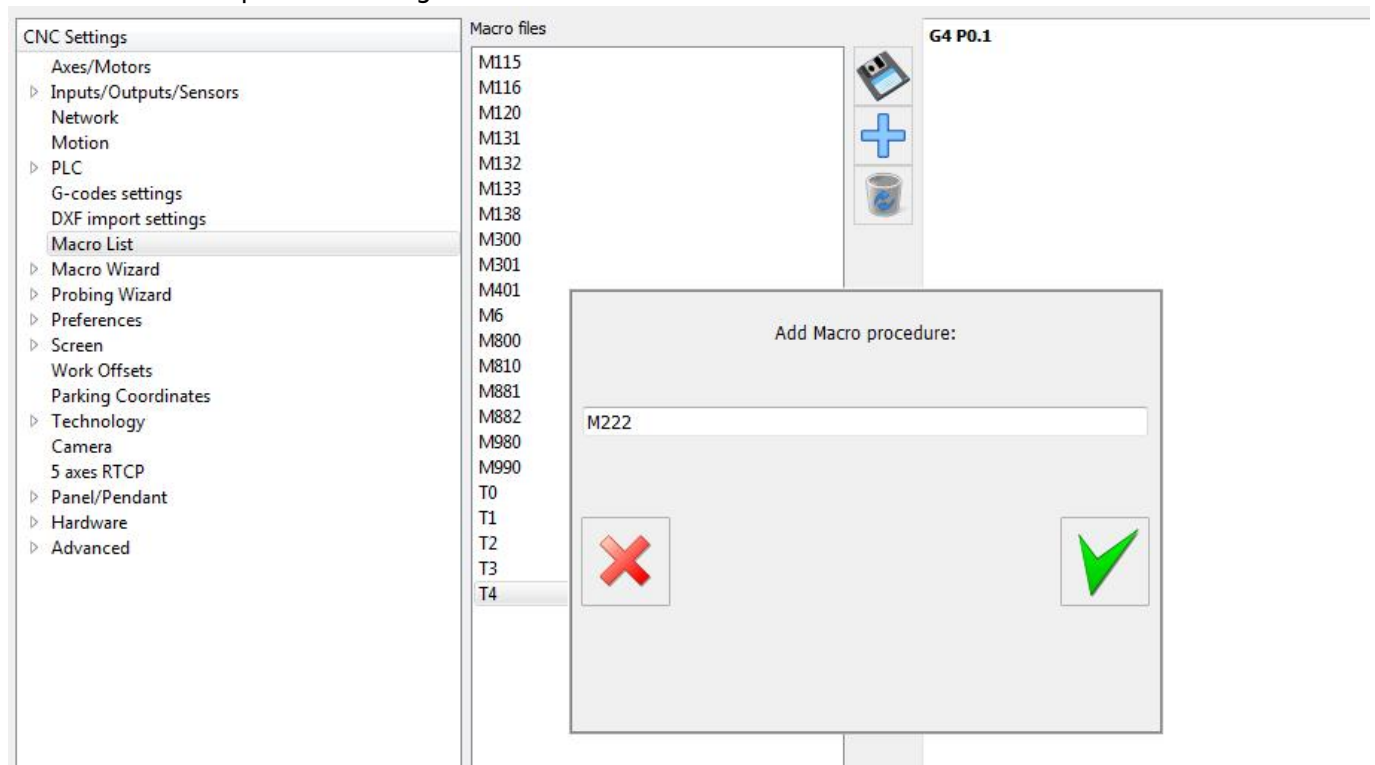 CNC Settings
Axes/Motors
Inputs/Outputs/Sensors
Network
Motion
PLC
G-codes settings
DXF import settings
Macro List
Macro Wizard
Probing Wizard
Preferences
Screen
Work Offsets
Parking Coordinates
Technology
Camera
5 axes RTCP
Panel/Pendant
Hardware
Advanced
Macro files
M115
M116
M120
M131
M132
M133
M138
M300
M301
M401
M6
M800
M810
M881
M882
M980
M990
T0
T1
T2
T3
T4
G4 P0.1
Add Macro procedure:
M222